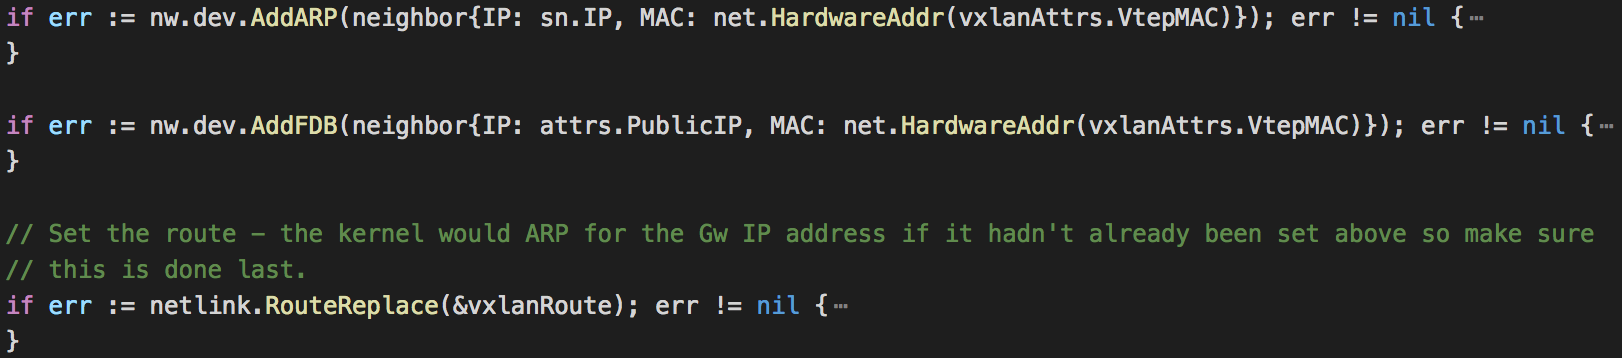 if err := nw.dev.AddARP(neighbor{IP: sn.IP, MAC: net.HardwareAddr(vxlanAttrs.VtepMAC)}); err != nil {⋯
}
if err := nw.dev.AddFDB(neighbor{IP: attrs.PublicIP, MAC: net.HardwareAddr(vxlanAttrs.VtepMAC)}); err != nil {⋯
}
// Set the route – the kernel would ARP for the Gw IP address if it hadn't already been set above so make sure
// this is done last.
if err := netlink.RouteReplace(&vxlanRoute); err != nil {⋯
}